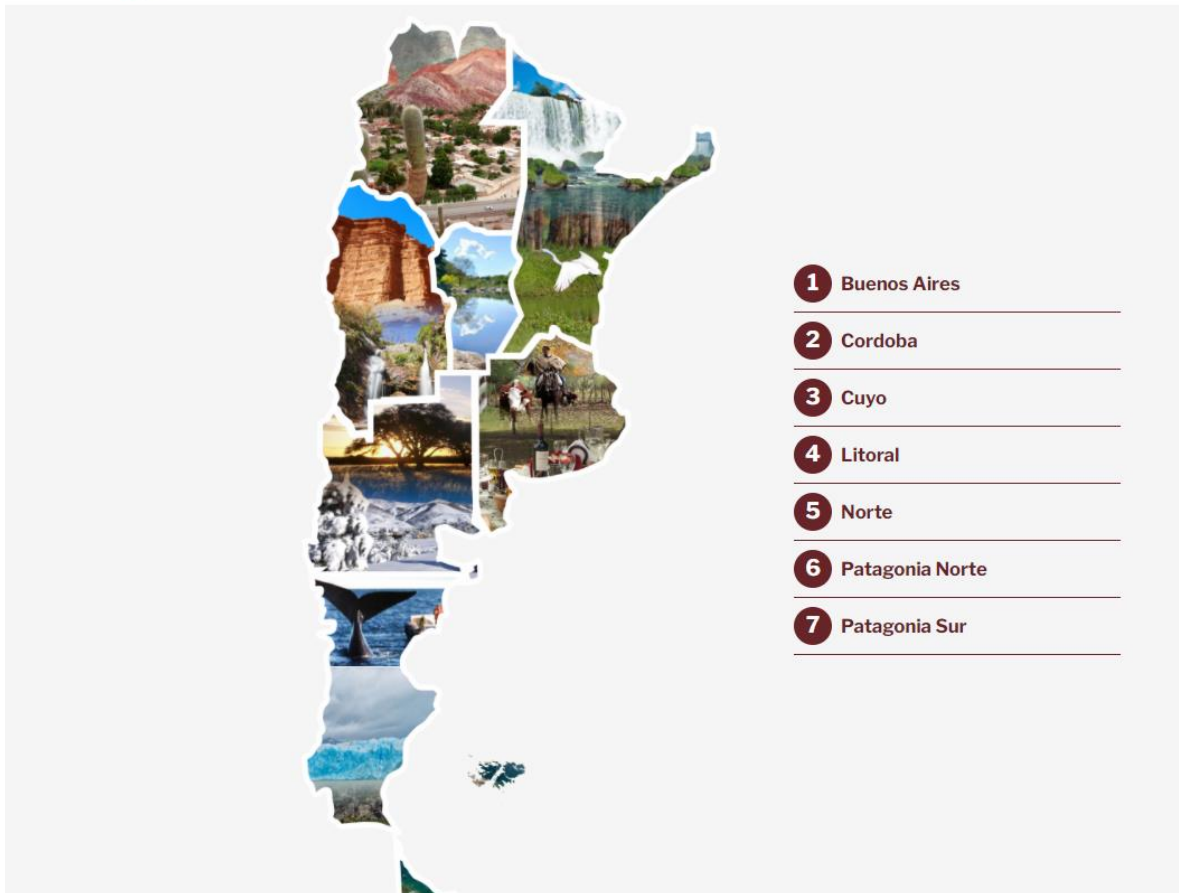 1 Buenos Aires
2 Cordoba
3 Cuyo
4 Litoral
5 Norte
6 Patagonia Norte
7 Patagonia Sur